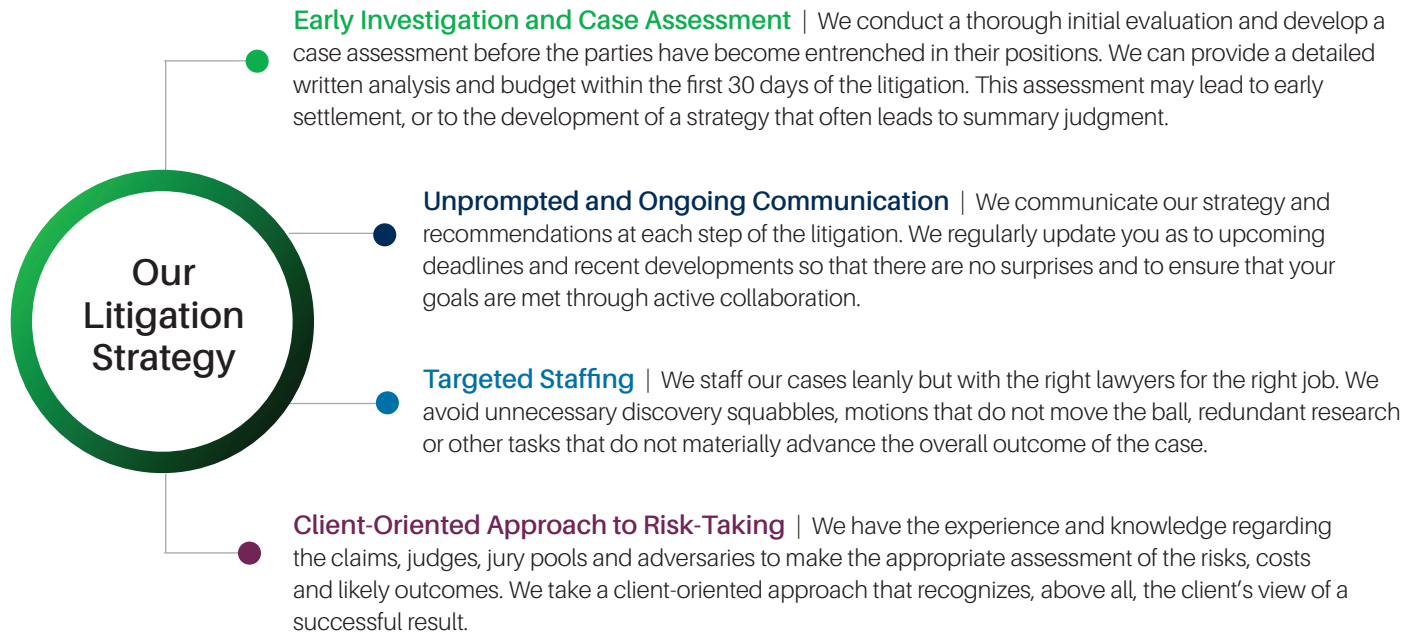 Early Investigation and Case Assessment | We conduct a thorough initial evaluation and develop a
case assessment before the parties have become entrenched in their positions. We can provide a detailed
written analysis and budget within the first 30 days of the litigation. This assessment may lead to early
settlement, or to the development of a strategy that often leads to summary judgment.
Our
Litigation
Strategy
Unprompted and Ongoing Communication | We communicate our strategy and
recommendations at each step of the litigation. We regularly update you as to upcoming
deadlines and recent developments so that there are no surprises and to ensure that your
goals are met through active collaboration.
Targeted Staffing | We staff our cases leanly but with the right lawyers for the right job. We
avoid unnecessary discovery squabbles, motions that do not move the ball, redundant research
or other tasks that do not materially advance the overall outcome of the case.
Client-Oriented Approach to Risk-Taking | We have the experience and knowledge regarding
the claims, judges, jury pools and adversaries to make the appropriate assessment of the risks, costs
and likely outcomes. We take a client-oriented approach that recognizes, above all, the client’s view of a
successful result.